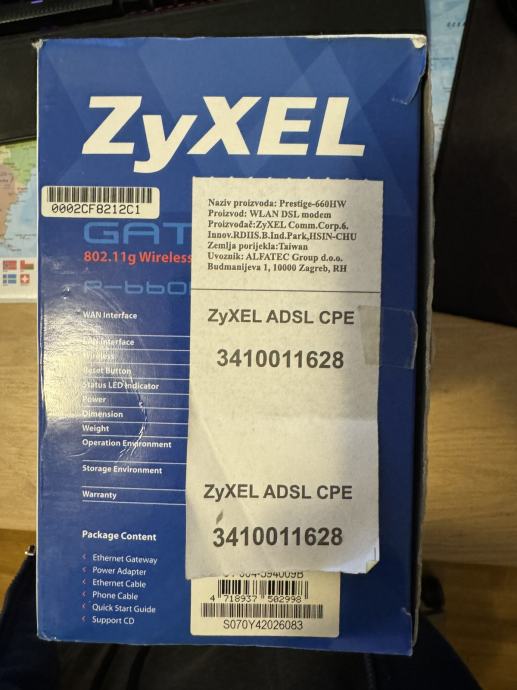 ZyXEL
0002CF8212C1
802.11g Wireless
WAN Interface
LAN Interface
Wireless
Reset Button
Status LED Indicator
Power
Dimension
Weight
Operation Environment
Storage Environment
Warranty
Package Content
Ethernet Gateway
Power Adapter
Ethernet Cable
Phone Cable
Quick Start Guide
Support CD
Naziv proizvoda: Prestige-660HW
Proizvod: WLAN DSL modem
Proizvođač:ZyXEL Comm.Corp.6.
Innov.RDIIS.B.Ind.Park,HSIN-CHU
Zemlja porijekla:Taiwan
Uvoznik: ALFATEC Group d.o.o.
Budmanijeva 1, 10000 Zagreb, RH
ZyXEL ADSL CPE
3410011628
ZyXEL ADSL CPE
3410011628
4 718937 502998
S070Y42026083